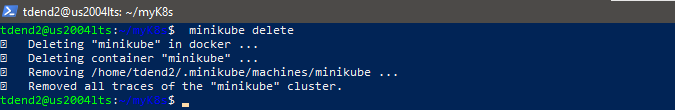 tdend2@us2004lts: ~/myK8s
tdend2@us2004lts:~/myK8s$  minikube delete
Deleting "minikube" in docker ...
Deleting container "minikube" ...
Removing /home/tdend2/.minikube/machines/minikube ...
Removed all traces of the "minikube" cluster.
tdend2@us2004lts:~/myK8s$